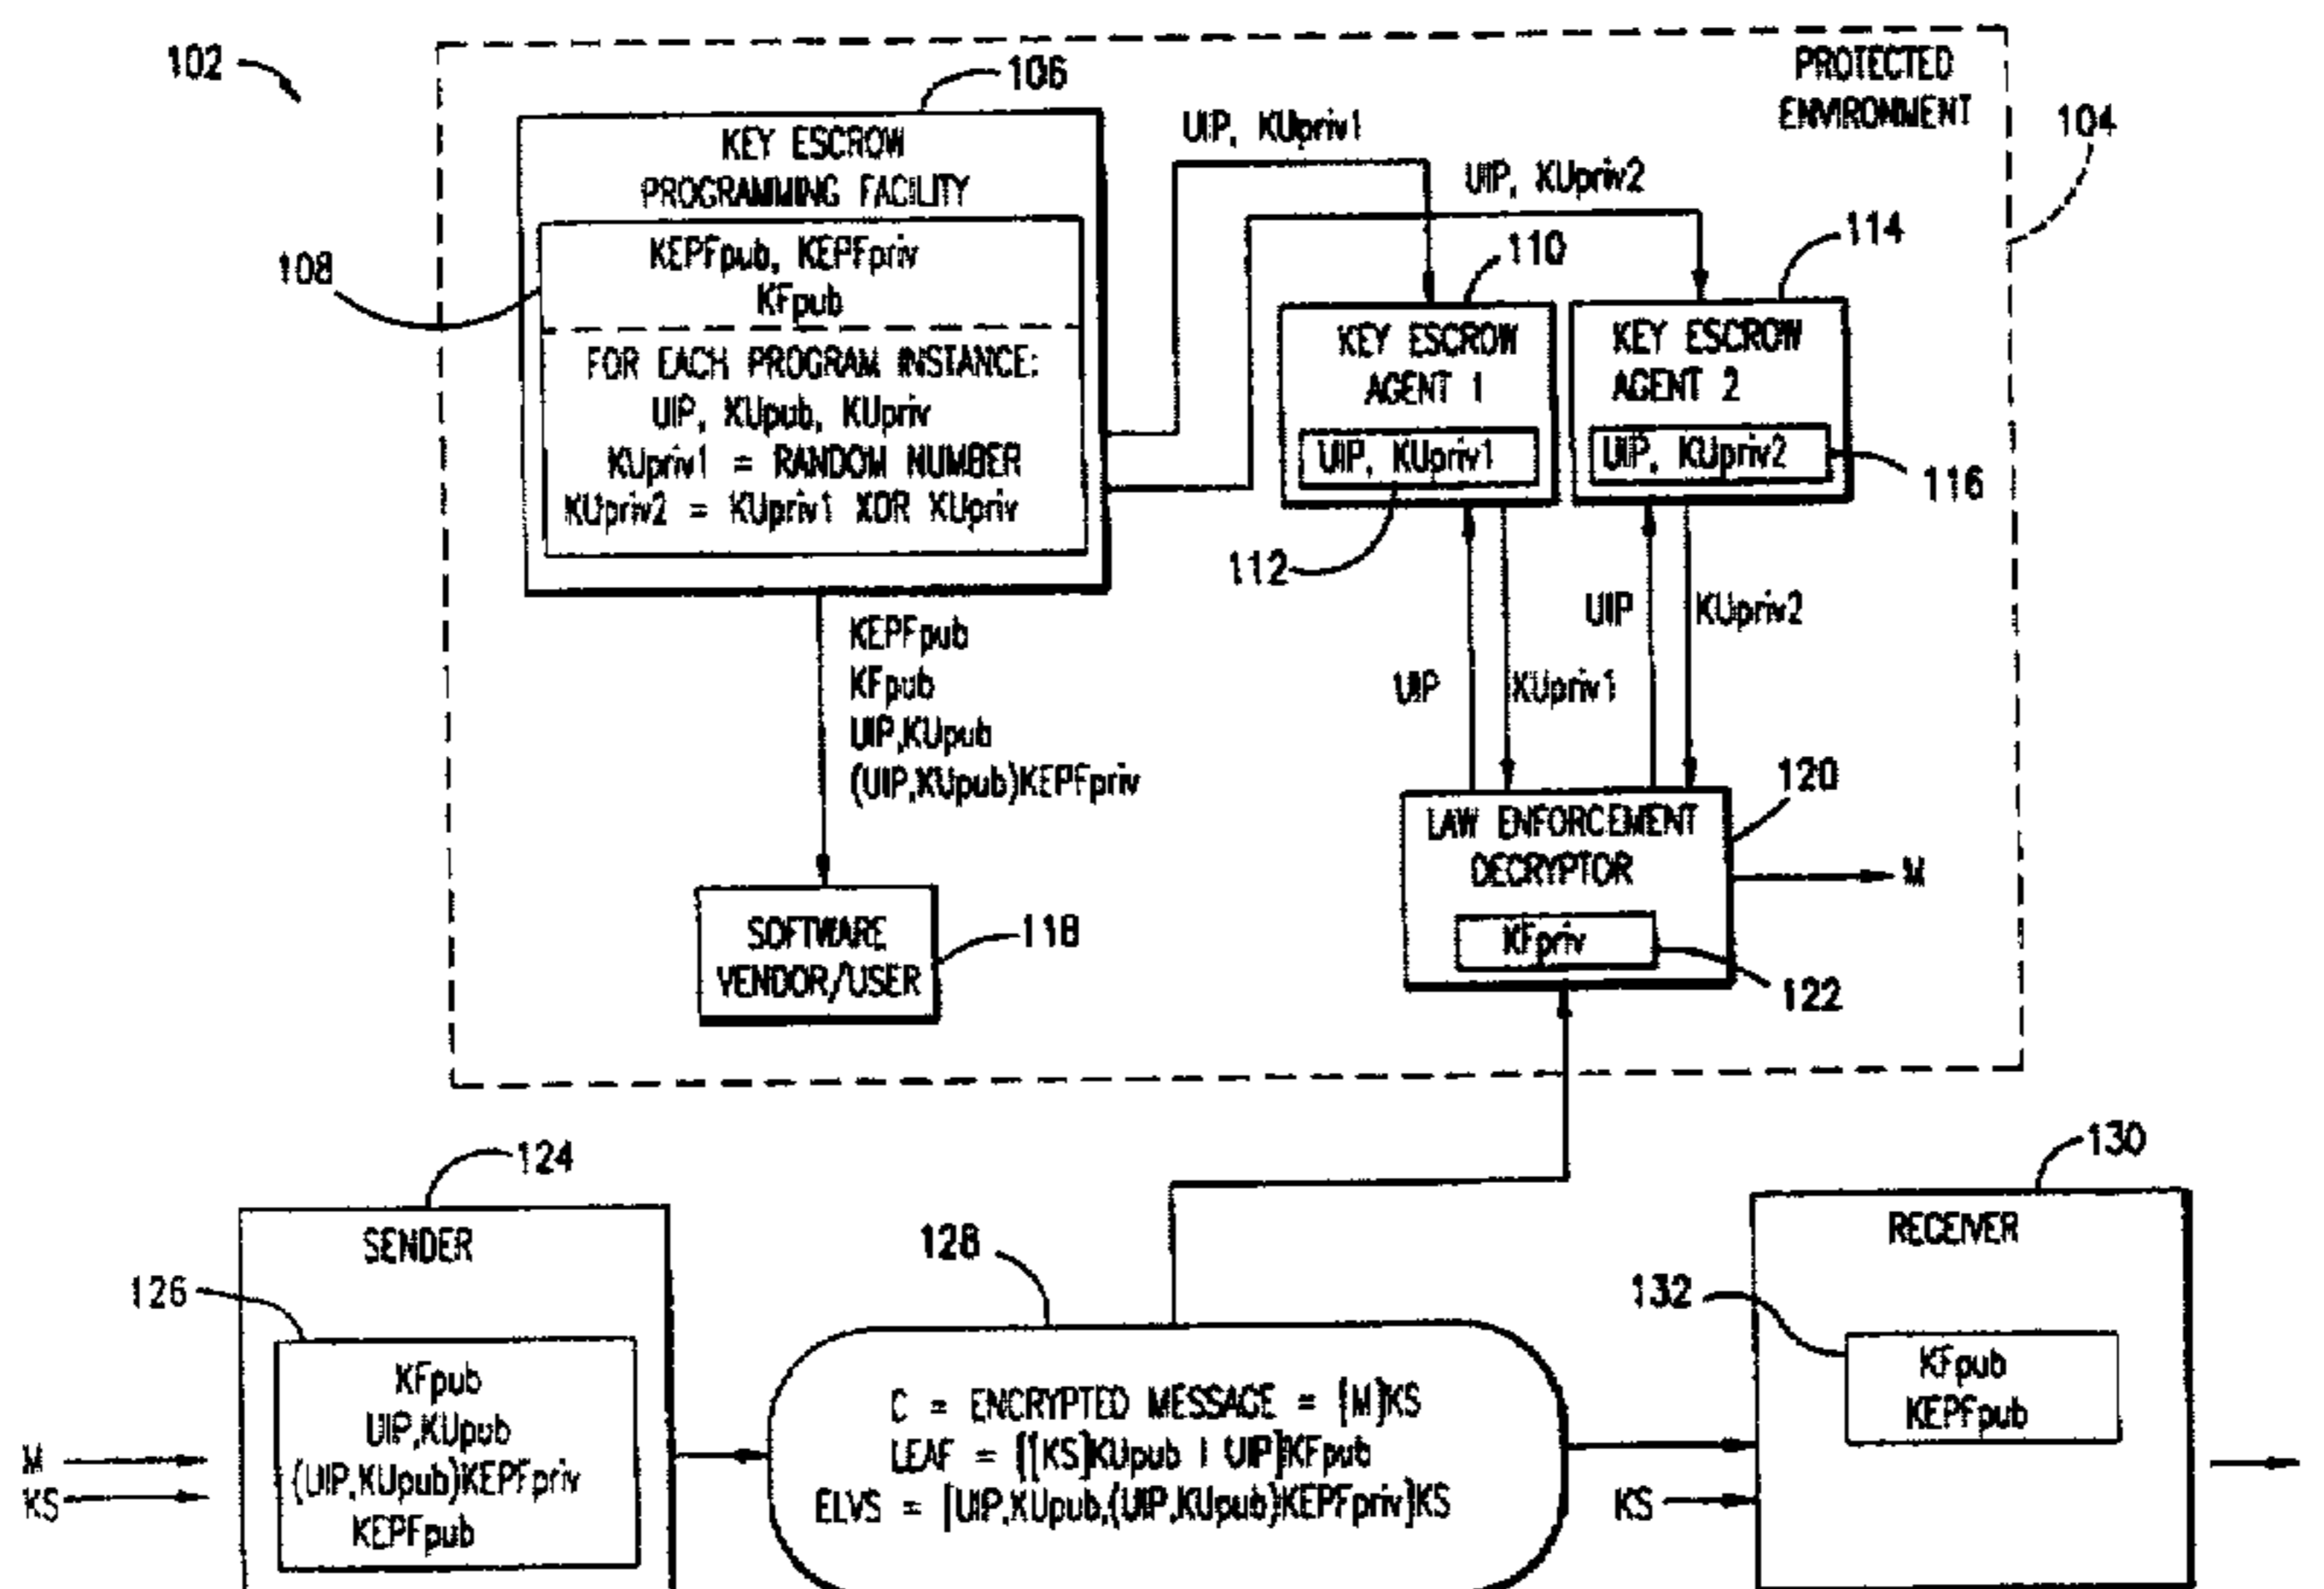 102
106
PROTECTED
ENVIRONMENT
104
KEY ESCROW
PROGRAMMING FACILITY
108
KEPFpub, KEPFpriv
KFpub
FOR EACH PROGRAM INSTANCE:
UIP, KUpub, KUpriv
KUpriv1 = RANDOM NUMBER
KUpriv2 = KUpriv1 XOR KUpriv
UIP, KUpriv1
UIP, KUpriv2
110
114
KEY ESCROW
AGENT 1
UIP, KUpriv1
112
KEY ESCROW
AGENT 2
UIP, KUpriv2
116
KEPFpub
KFpub
UIP,KUpub
(UIP,KUpub)KEPFpriv
UIP
KUpriv1
UIP
KUpriv2
SOFTWARE
VENDOR/USER
118
LAW ENFORCEMENT
DECRYPTOR
KFpriv
120
M
122
124
SENDER
126
KFpub
UIP,KUpub
(UIP,KUpub)KEPFpriv
KEPFpub
M
KS
128
C = ENCRYPTED MESSAGE = [M]KS
LEAF = [[KS]KUpub | UIP]KFpub
ELVS = [UIP,KUpub,(UIP,KUpub)KEPFpriv]KS
130
RECEIVER
132
KFpub
KEPFpub
KS